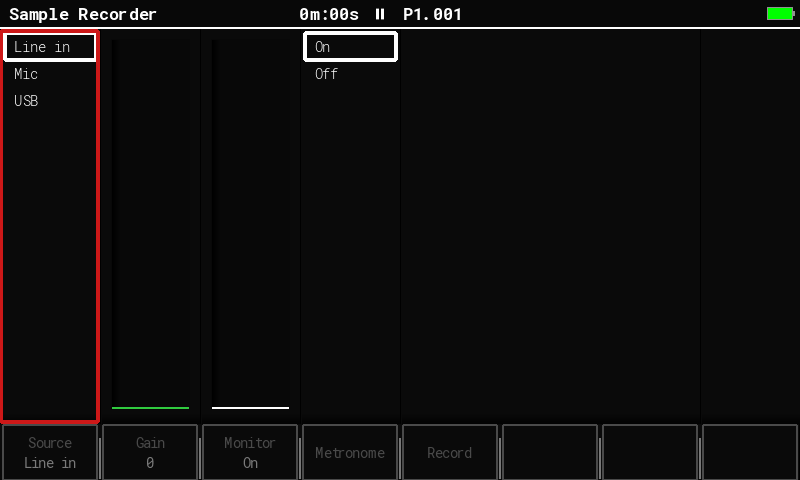 Sample Recorder 0m:00s P1.001
Line in
Mic
USB
On
Off
Source
Line in
Gain
0
Monitor
On
Metronome
Record